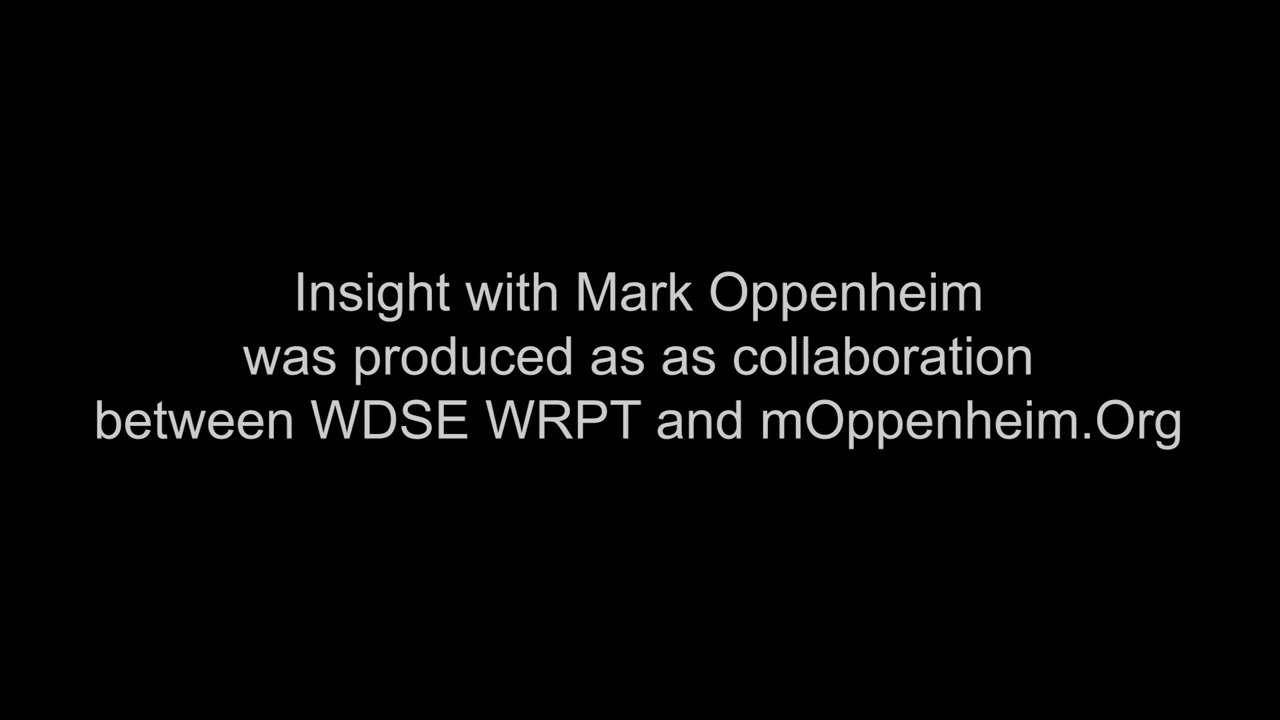 Insight with Mark Oppenheim
was produced as as collaboration
between WDSE WRPT and mOppenheim.Org